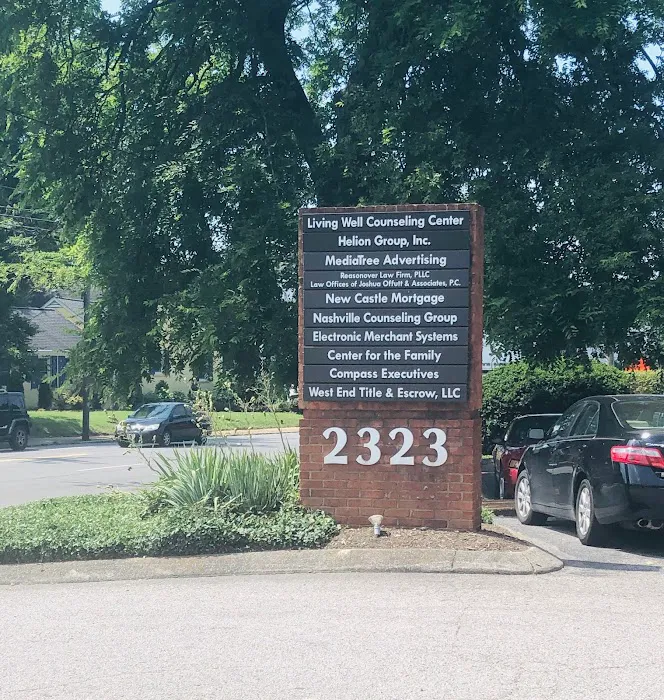 Living Well Counseling Center
Helion Group, Inc.
MediaTree Advertising
Reasonover Law Firm, PLLC
Law Offices of Joshua Offutt & Associates, P.C.
New Castle Mortgage
Nashville Counseling Group
Electronic Merchant Systems
Center for the Family
Compass Executives
West End Title & Escrow, LLC
2323